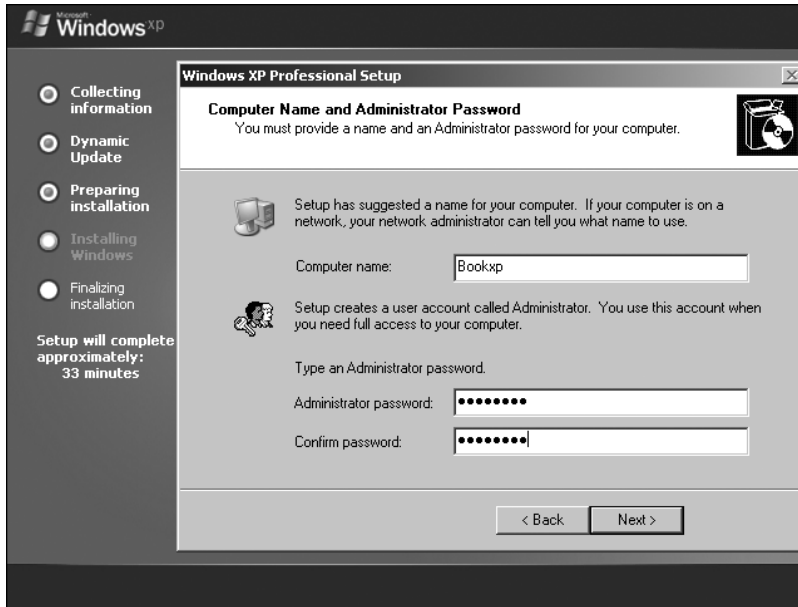 Microsoft
Windows xp
Collecting
information
Dynamic
Update
Preparing
installation
Installing
Windows
Finalizing
installation
Setup will complete
approximately:
33 minutes
Windows XP Professional Setup
Computer Name and Administrator Password
You must provide a name and an Administrator password for your computer.
Setup has suggested a name for your computer. If your computer is on a
network, your network administrator can tell you what name to use.
Computer name:
Bookxp
Setup creates a user account called Administrator. You use this account when
you need full access to your computer.
Type an Administrator password.
Administrator password:
••••••••
Confirm password:
••••••••
< Back
Next >